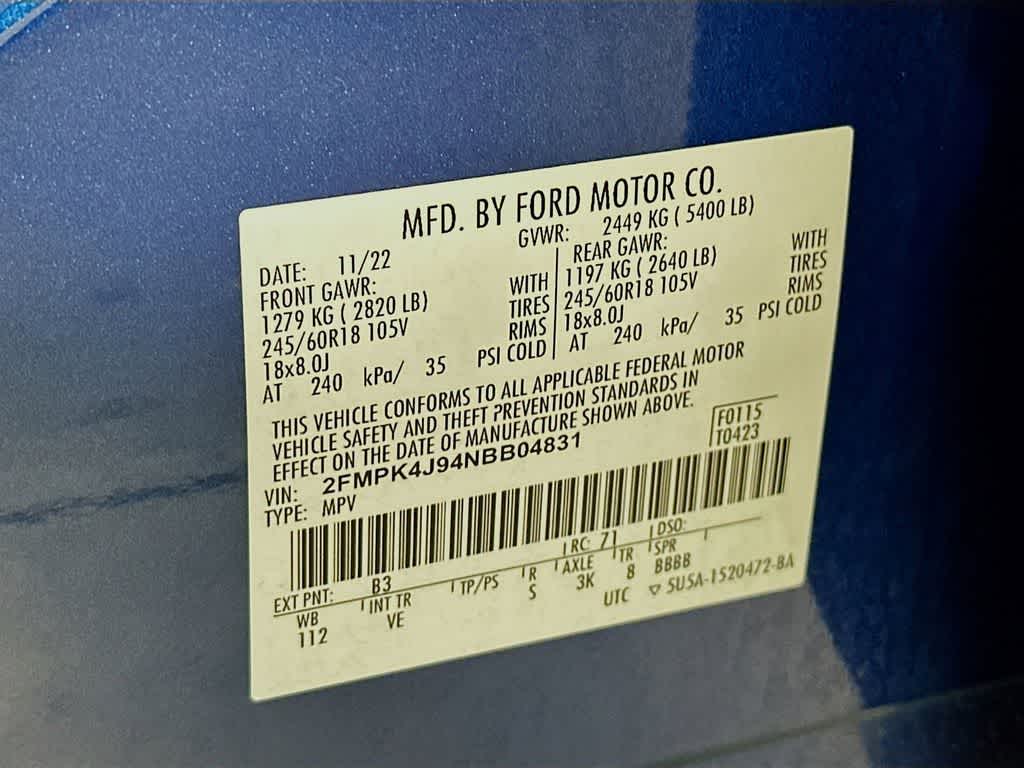 MFD. BY FORD MOTOR CO.
DATE: 11/22 GVWR: 2449 KG ( 5400 LB)
FRONT GAWR: REAR GAWR:
1279 KG ( 2820 LB) WITH 1197 KG ( 2640 LB) WITH
245/60R18 105V TIRES 245/60R18 105V TIRES
18x8.0J RIMS 18x8.0J RIMS
AT 240 kPa/ 35 PSI COLD AT 240 kPa/ 35 PSI COLD
THIS VEHICLE CONFORMS TO ALL APPLICABLE FEDERAL MOTOR
VEHICLE SAFETY AND THEFT PREVENTION STANDARDS IN
EFFECT ON THE DATE OF MANUFACTURE SHOWN ABOVE.
VIN: 2FMPK4J94NBB04831 F0115
TYPE: MPV T0423
EXT PNT: B3 RC: 71 DSO:
WB INT TR TP/PS R AXLE TR SPR
112 VE S 3K 8 BBBB
UTC ▽ 5U5A-1520472-BA